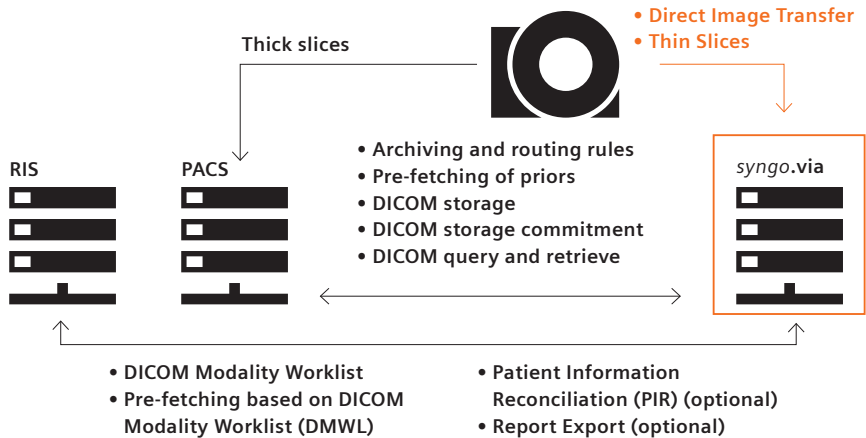 • Direct Image Transfer
• Thin Slices
Thick slices
RIS
PACS
• Archiving and routing rules
• Pre-fetching of priors
• DICOM storage
• DICOM storage commitment
• DICOM query and retrieve
syngo.via
• DICOM Modality Worklist
• Pre-fetching based on DICOM
Modality Worklist (DMWL)
• Patient Information
Reconciliation (PIR) (optional)
• Report Export (optional)